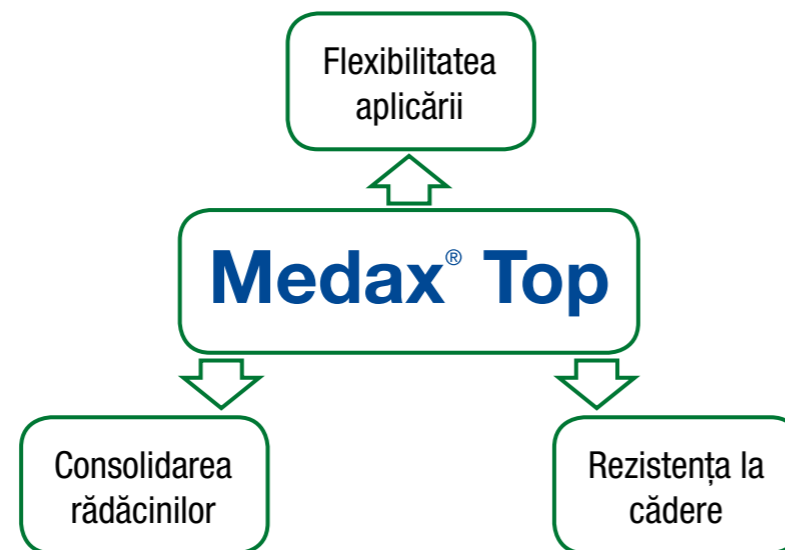 Flexibilitatea
aplicării
Medax® Top
Consolidarea
rădăcinilor
Rezistența la
cădere